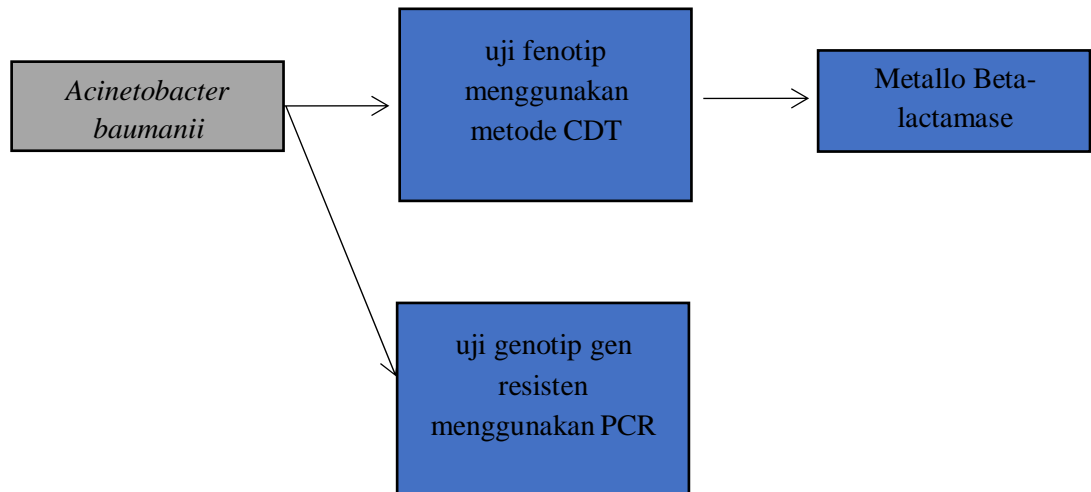 Acinetobacter
baumanii
uji fenotip
menggunakan
metode CDT
Metallo Beta-
lactamase
uji genotip gen
resisten
menggunakan PCR